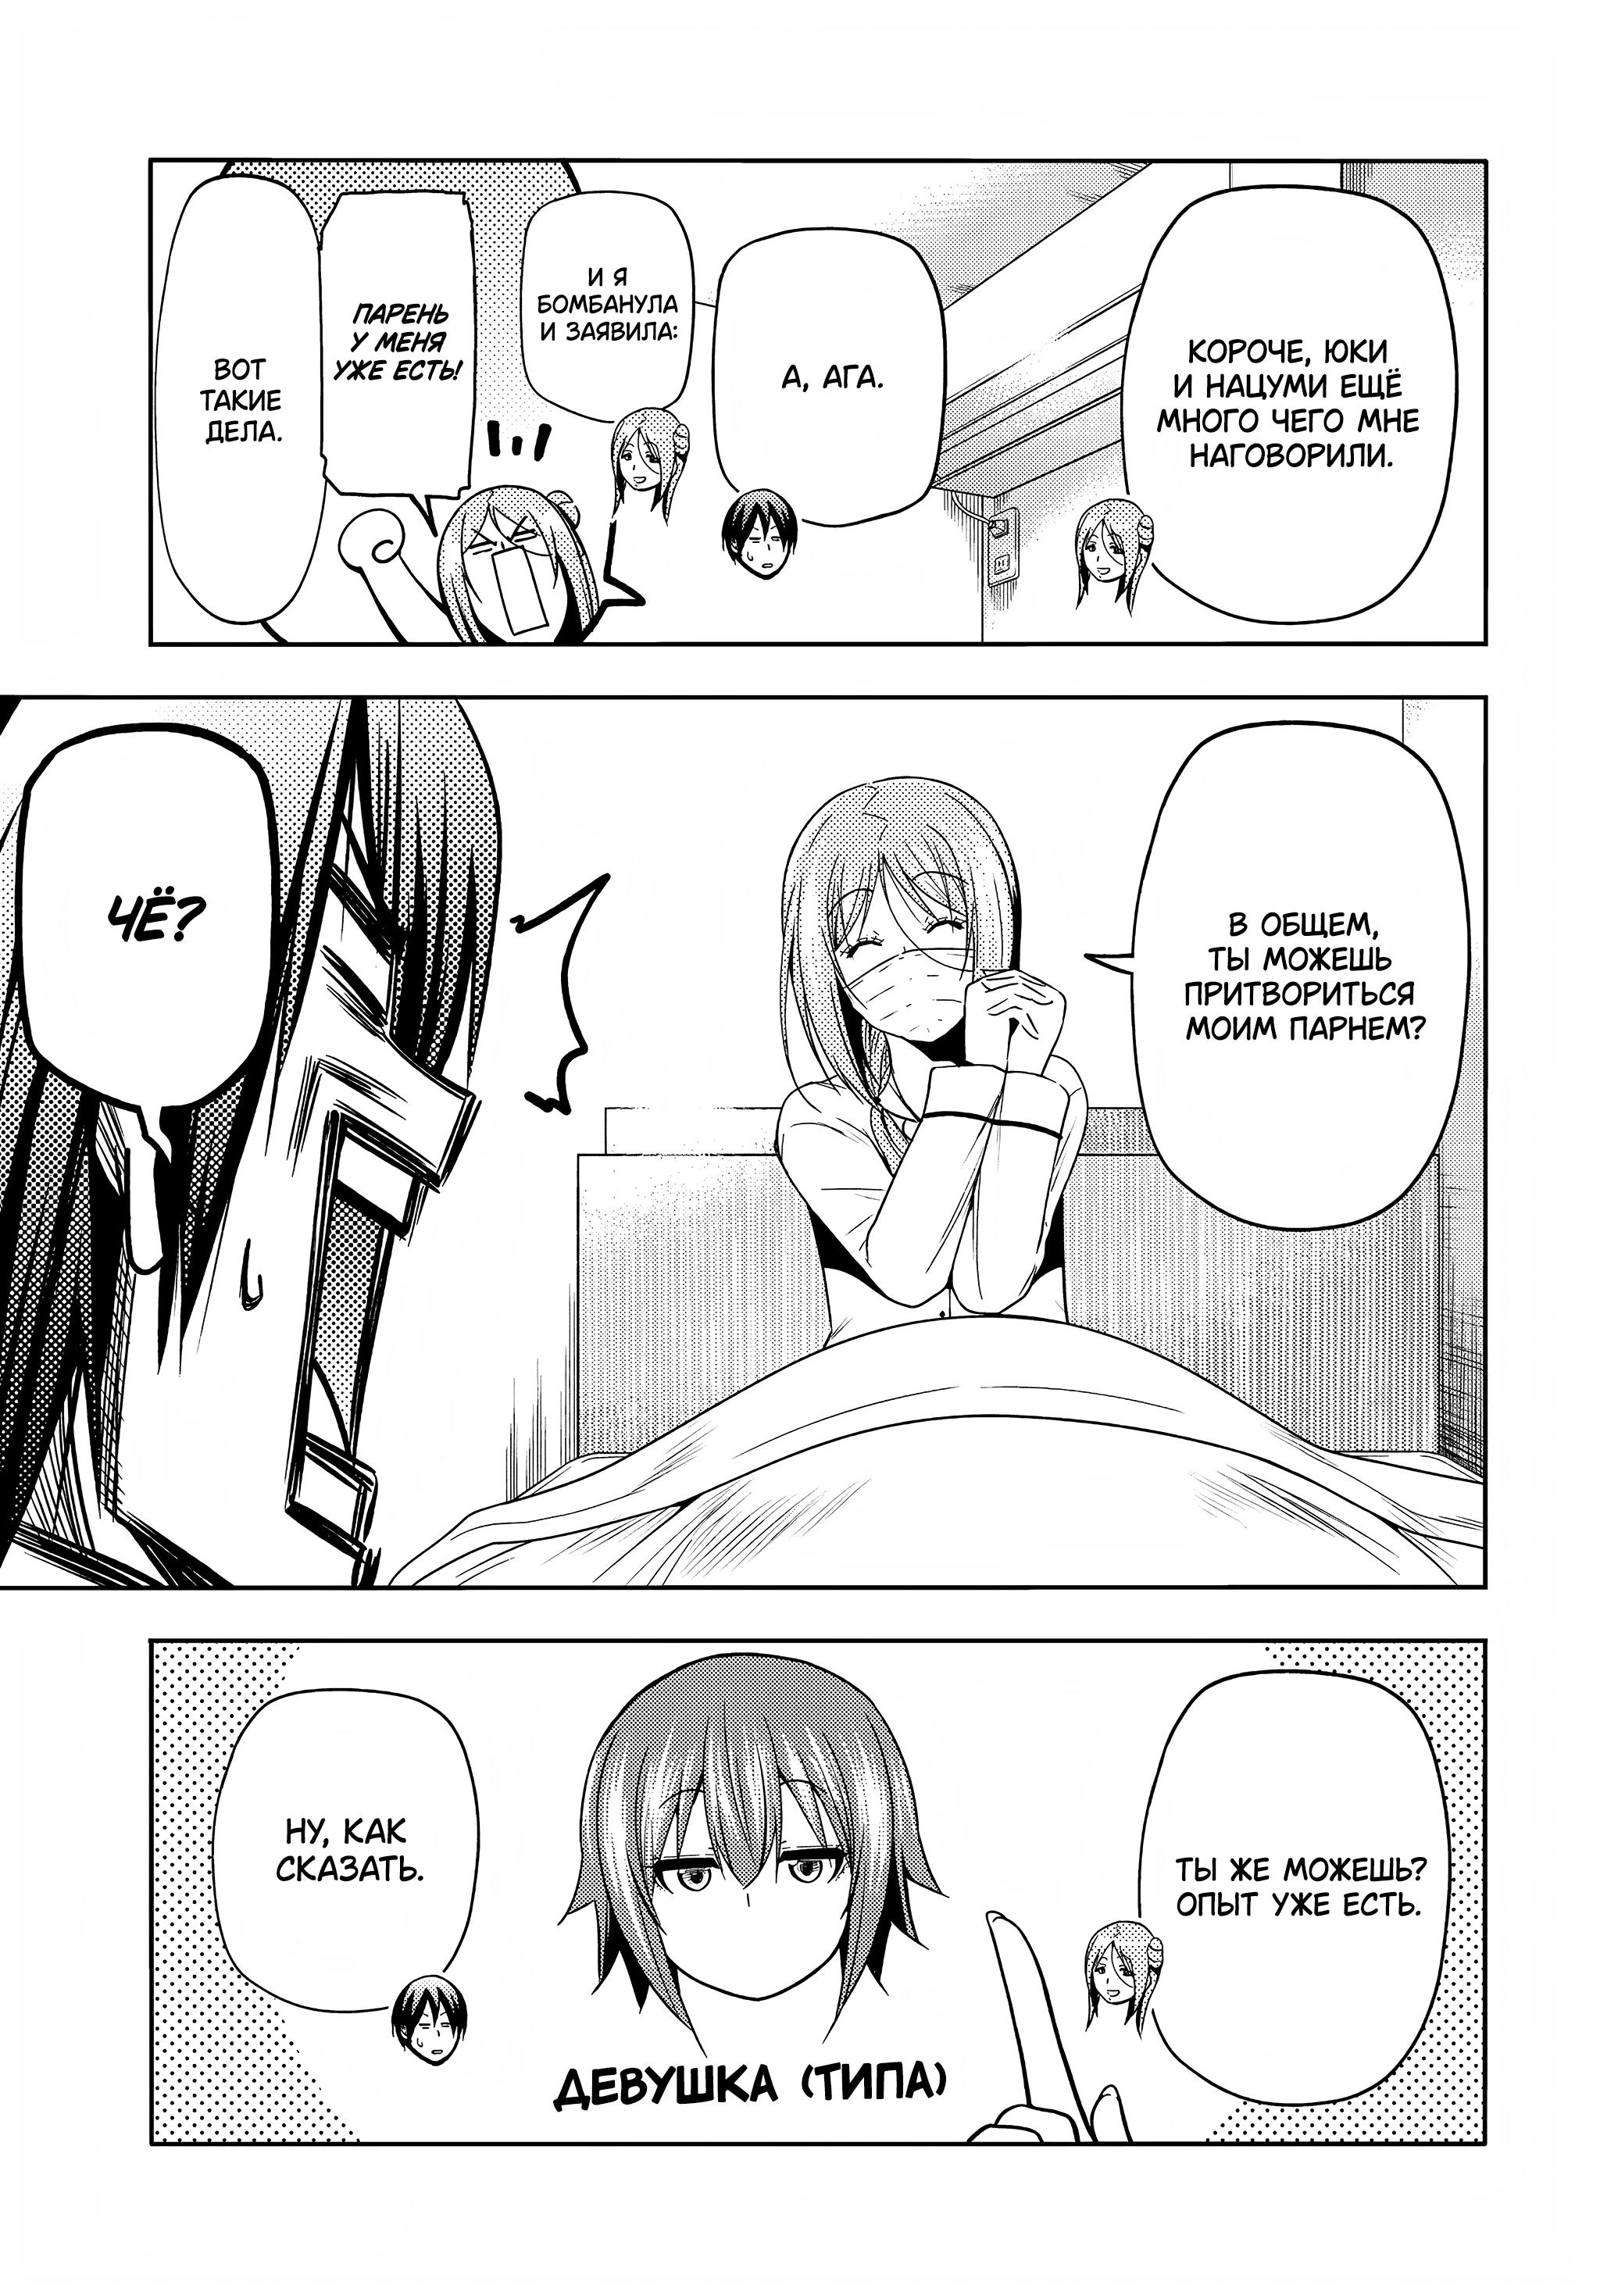 КОРОЧЕ, ЮКИ
И НАЦУМИ ЕЩЁ
МНОГО ЧЕГО МНЕ
НАГОВОРИЛИ.
А, АГА.
И Я
БОМБАНУЛА
И ЗАЯВИЛА:
ПАРЕНЬ
У МЕНЯ
УЖЕ ЕСТЬ!
ВОТ
ТАКИЕ
ДЕЛА.
В ОБЩЕМ,
ТЫ МОЖЕШЬ
ПРИТВОРИТЬСЯ
МОИМ ПАРНЕМ?
ЧЁ?
ТЫ ЖЕ МОЖЕШЬ?
ОПЫТ УЖЕ ЕСТЬ.
ДЕВУШКА (ТИПА)
НУ, КАК
СКАЗАТЬ.